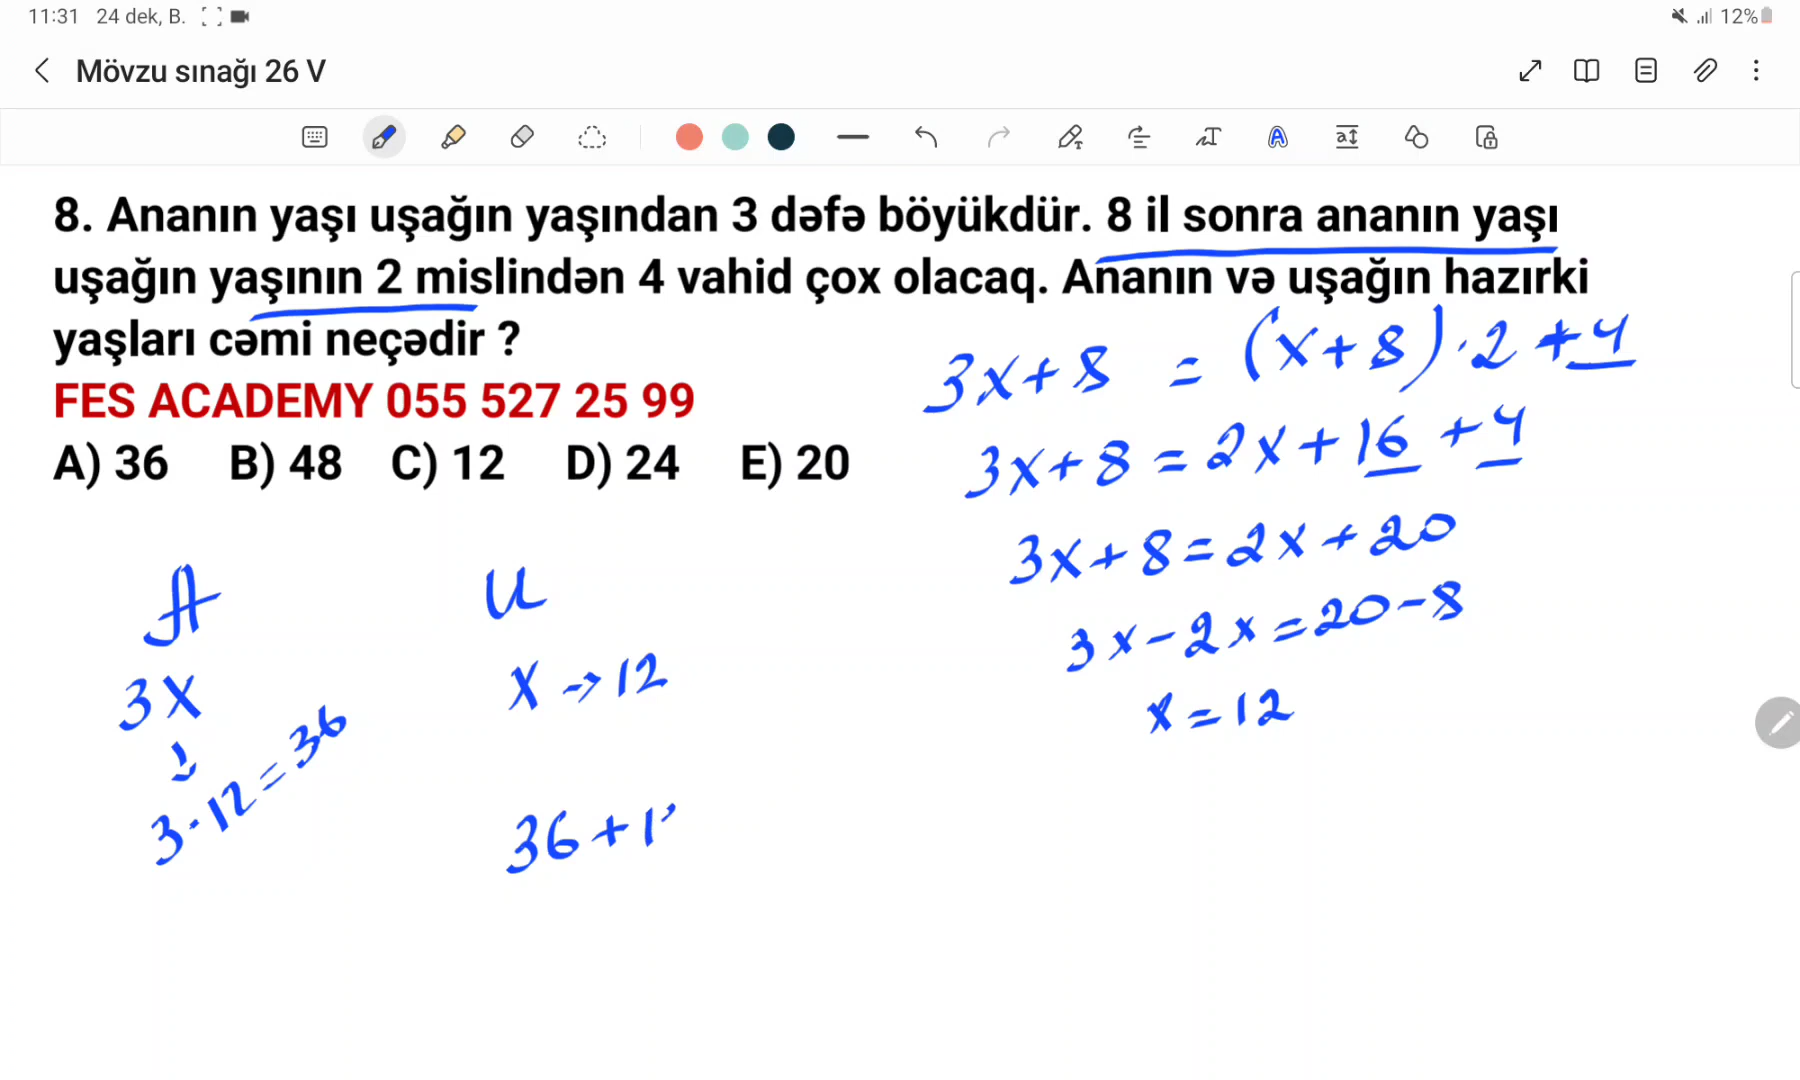 11:31 24 dek, B.
12%
Mövzu sınağı 26 V
8. Ananın yaşı uşağın yaşından 3 dəfə böyükdür. 8 il sonra ananın yaşı
uşağın yaşının 2 mislindən 4 vahid çox olacaq. Ananın və uşağın hazırki
yaşları cəmi neçədir ?
FES ACADEMY 055 527 25 99
A) 36 B) 48 C) 12 D) 24 E) 20
3x+8 = (x+8)·2+4
3x+8=2x+16+4
3x+8=2x+20
3x-2x=20-8
x=12
A U
3x x→12
3·12=36
36+1